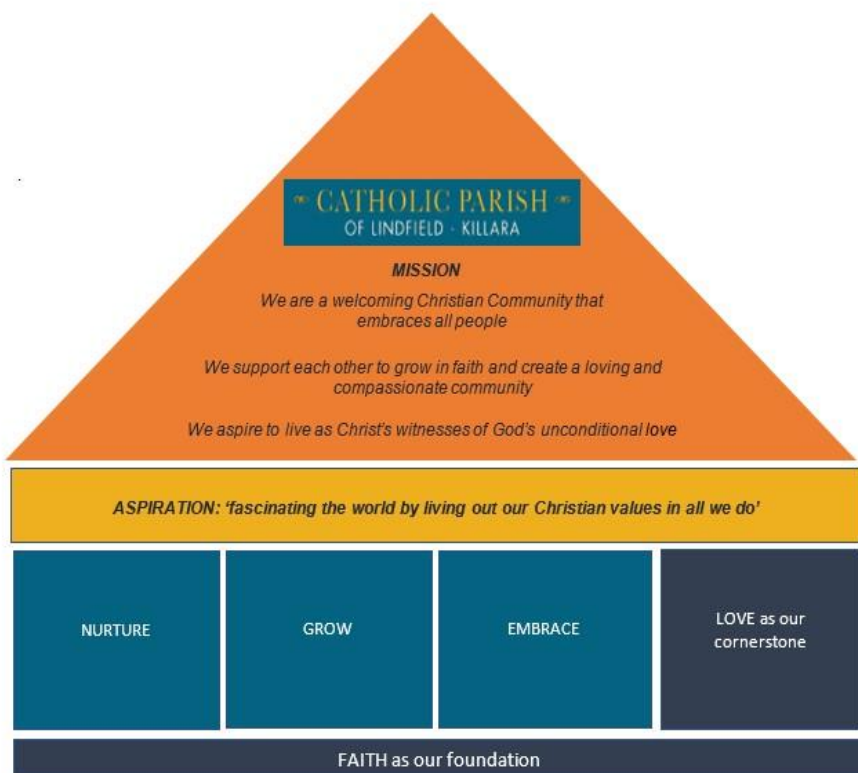 CATHOLIC PARISH
OF LINDFIELD · KILLARA
MISSION
We are a welcoming Christian Community that
embraces all people
We support each other to grow in faith and create a loving and
compassionate community
We aspire to live as Christ's witnesses of God's unconditional love
ASPIRATION: 'fascinating the world by living out our Christian values in all we do'
NURTURE
GROW
EMBRACE
LOVE as our
cornerstone
FAITH as our foundation